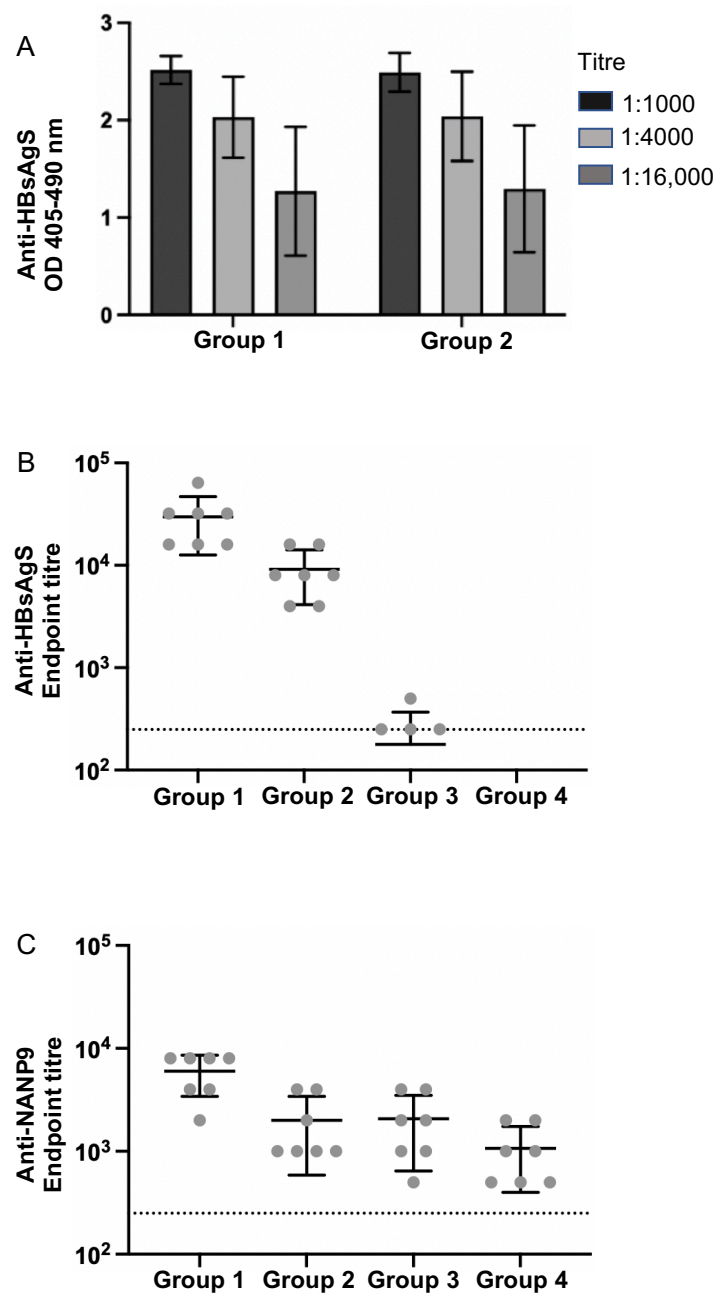 A
Anti-HBsAgS
OD 405-490 nm
3
2
1
0
Group 1 Group 2
Titre
1:1000
1:4000
1:16,000
B
Anti-HBsAgS
Endpoint titre
10⁵
10⁴
10³
10²
Group 1 Group 2 Group 3 Group 4
C
Anti-NANP9
Endpoint titre
10⁵
10⁴
10³
10²
Group 1 Group 2 Group 3 Group 4